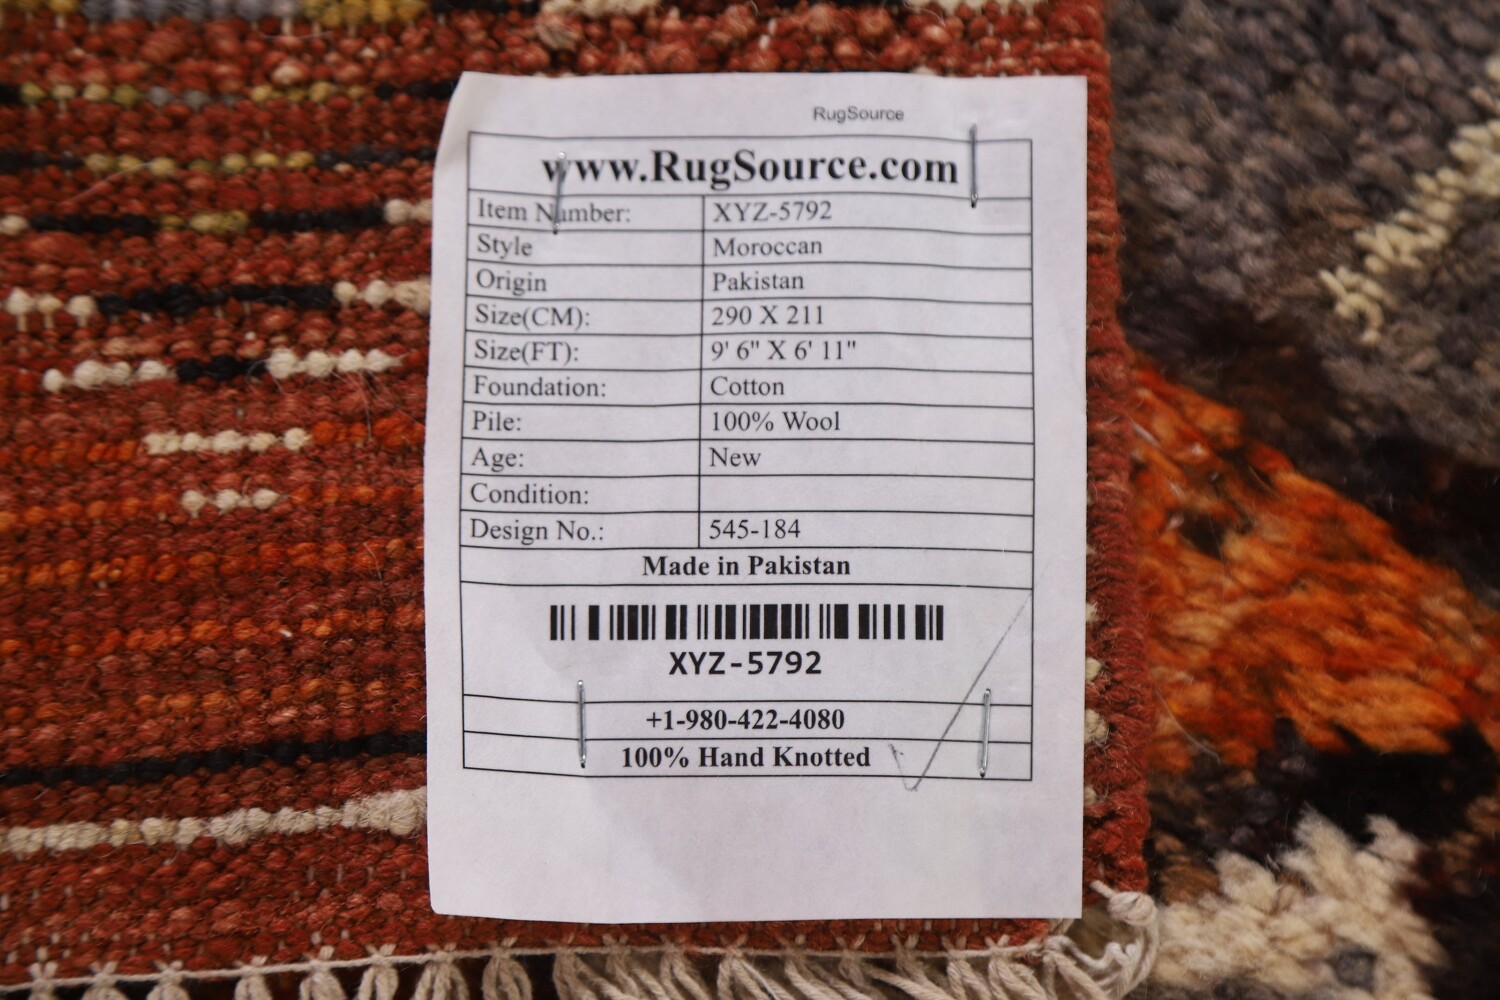 RugSource
www.RugSource.com
Item Number: XYZ-5792
Style Moroccan
Origin Pakistan
Size(CM): 290 X 211
Size(FT): 9' 6" X 6' 11"
Foundation: Cotton
Pile: 100% Wool
Age: New
Condition:
Design No.: 545-184
Made in Pakistan
XYZ-5792
+1-980-422-4080
100% Hand Knotted